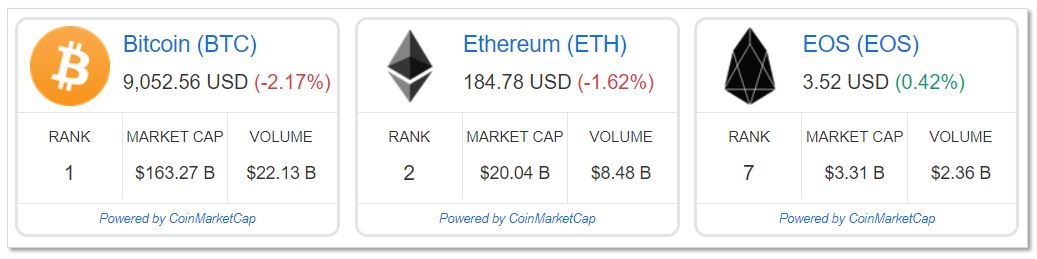 Bitcoin (BTC)
9,052.56 USD (-2.17%)
RANK MARKET CAP VOLUME
1 $163.27 B $22.13 B
Powered by CoinMarketCap
Ethereum (ETH)
184.78 USD (-1.62%)
RANK MARKET CAP VOLUME
2 $20.04 B $8.48 B
Powered by CoinMarketCap
EOS (EOS)
3.52 USD (0.42%)
RANK MARKET CAP VOLUME
7 $3.31 B $2.36 B
Powered by CoinMarketCap